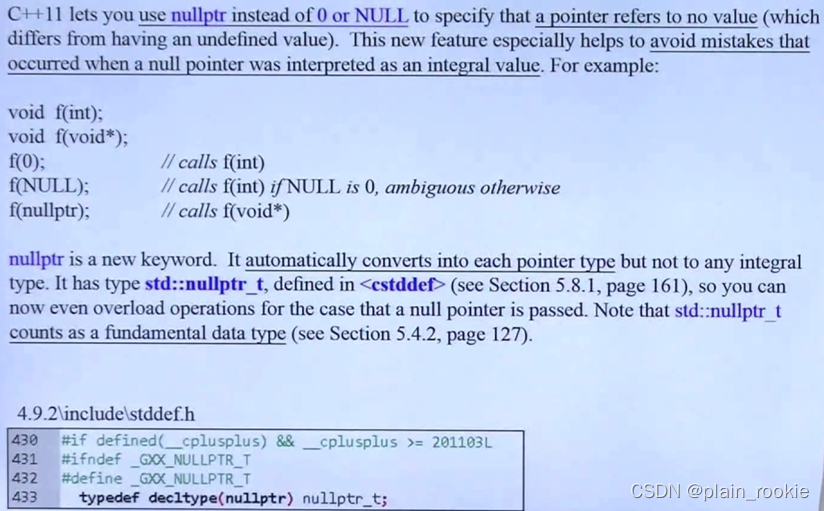 C++11 lets you use nullptr instead of 0 or NULL to specify that a pointer refers to no value (which
differs from having an undefined value). This new feature especially helps to avoid mistakes that
occurred when a null pointer was interpreted as an integral value. For example:
void f(int);
void f(void*);
f(0); // calls f(int)
f(NULL); // calls f(int) if NULL is 0, ambiguous otherwise
f(nullptr); // calls f(void*)
nullptr is a new keyword. It automatically converts into each pointer type but not to any integral
type. It has type std::nullptr_t, defined in <cstddef> (see Section 5.8.1, page 161), so you can
now even overload operations for the case that a null pointer is passed. Note that std::nullptr_t
counts as a fundamental data type (see Section 5.4.2, page 127).
4.9.2\include\stddef.h
430 #if defined(__cplusplus) && __cplusplus >= 201103L
431 #ifndef _GXX_NULLPTR_T
432 #define _GXX_NULLPTR_T
433 typedef decltype(nullptr) nullptr_t;
CSDN @plain_rookie